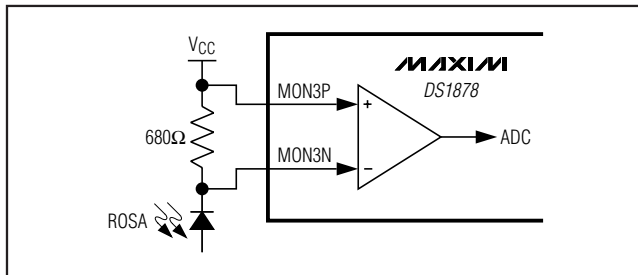 VCC
MAXIM
DS1878
MON3P
+
680Ω
ADC
MON3N
−
ROSA